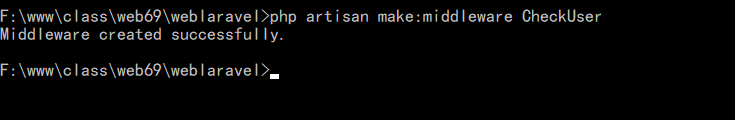 F:\www\class\web69\weblaravel>php artisan make:middleware CheckUser
Middleware created successfully.
F:\www\class\web69\weblaravel>